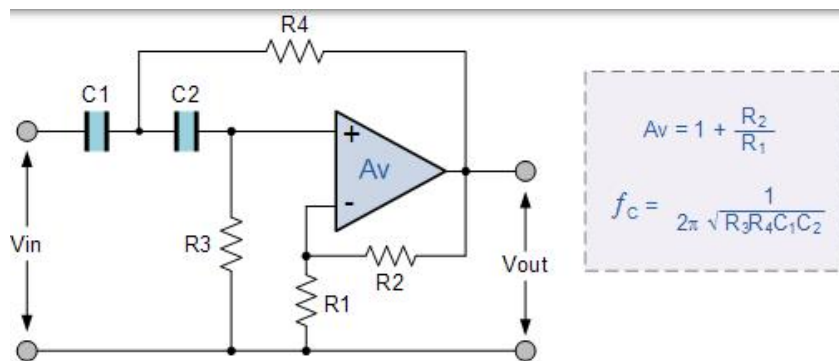 R4
C1
C2
+
Av
-
Vin
R3
R2
R1
Vout
Av = 1 + R₂/R₁
fC = 1/(2π √R₃R₄C₁C₂)